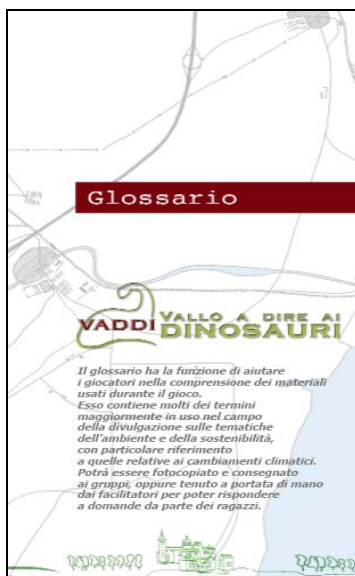 Glossario
VADDI VALLO A DIRE AI
DINOSAURI
Il glossario ha la funzione di aiutare
i giocatori nella comprensione dei materiali
usati durante il gioco.
Esso contiene molti dei termini
maggiormente in uso nel campo
della divulgazione sulle tematiche
dell'ambiente e della sostenibilità,
con particolare riferimento
a quelle relative ai cambiamenti climatici.
Potrà essere fotocopiato e consegnato
ai gruppi, oppure tenuto a portata di mano
dai facilitatori per poter rispondere
a domande da parte dei ragazzi.